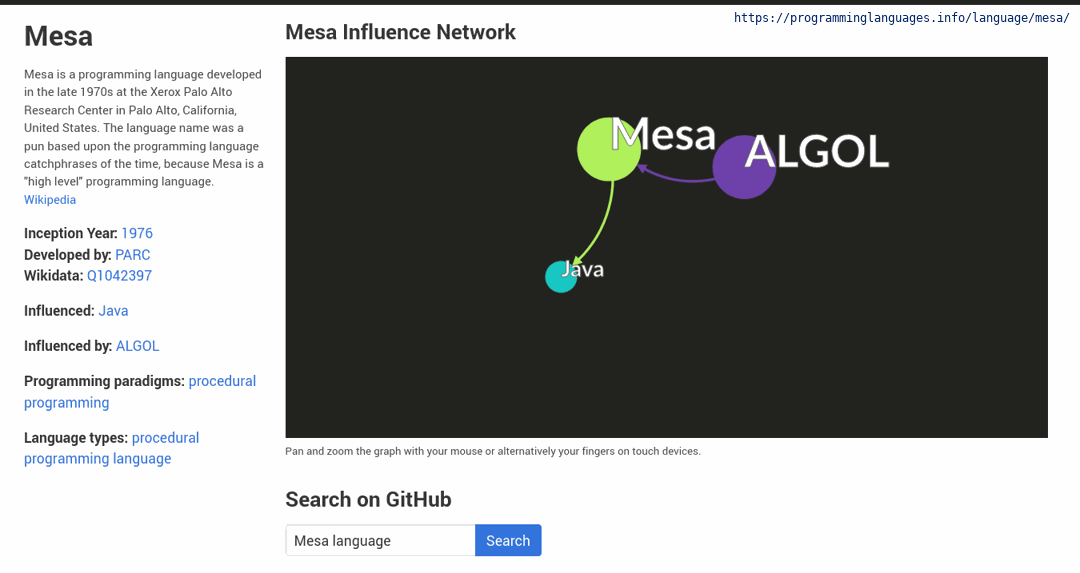 https://programminglanguages.info/language/mesa/
Mesa
Mesa is a programming language developed
in the late 1970s at the Xerox Palo Alto
Research Center in Palo Alto, California,
United States. The language name was a
pun based upon the programming language
catchphrases of the time, because Mesa is a
"high level" programming language.
Wikipedia
Inception Year: 1976
Developed by: PARC
Wikidata: Q1042397
Influenced: Java
Influenced by: ALGOL
Programming paradigms: procedural
programming
Language types: procedural
programming language
Mesa Influence Network
Mesa
ALGOL
Java
Pan and zoom the graph with your mouse or alternatively your fingers on touch devices.
Search on GitHub
Mesa language
Search